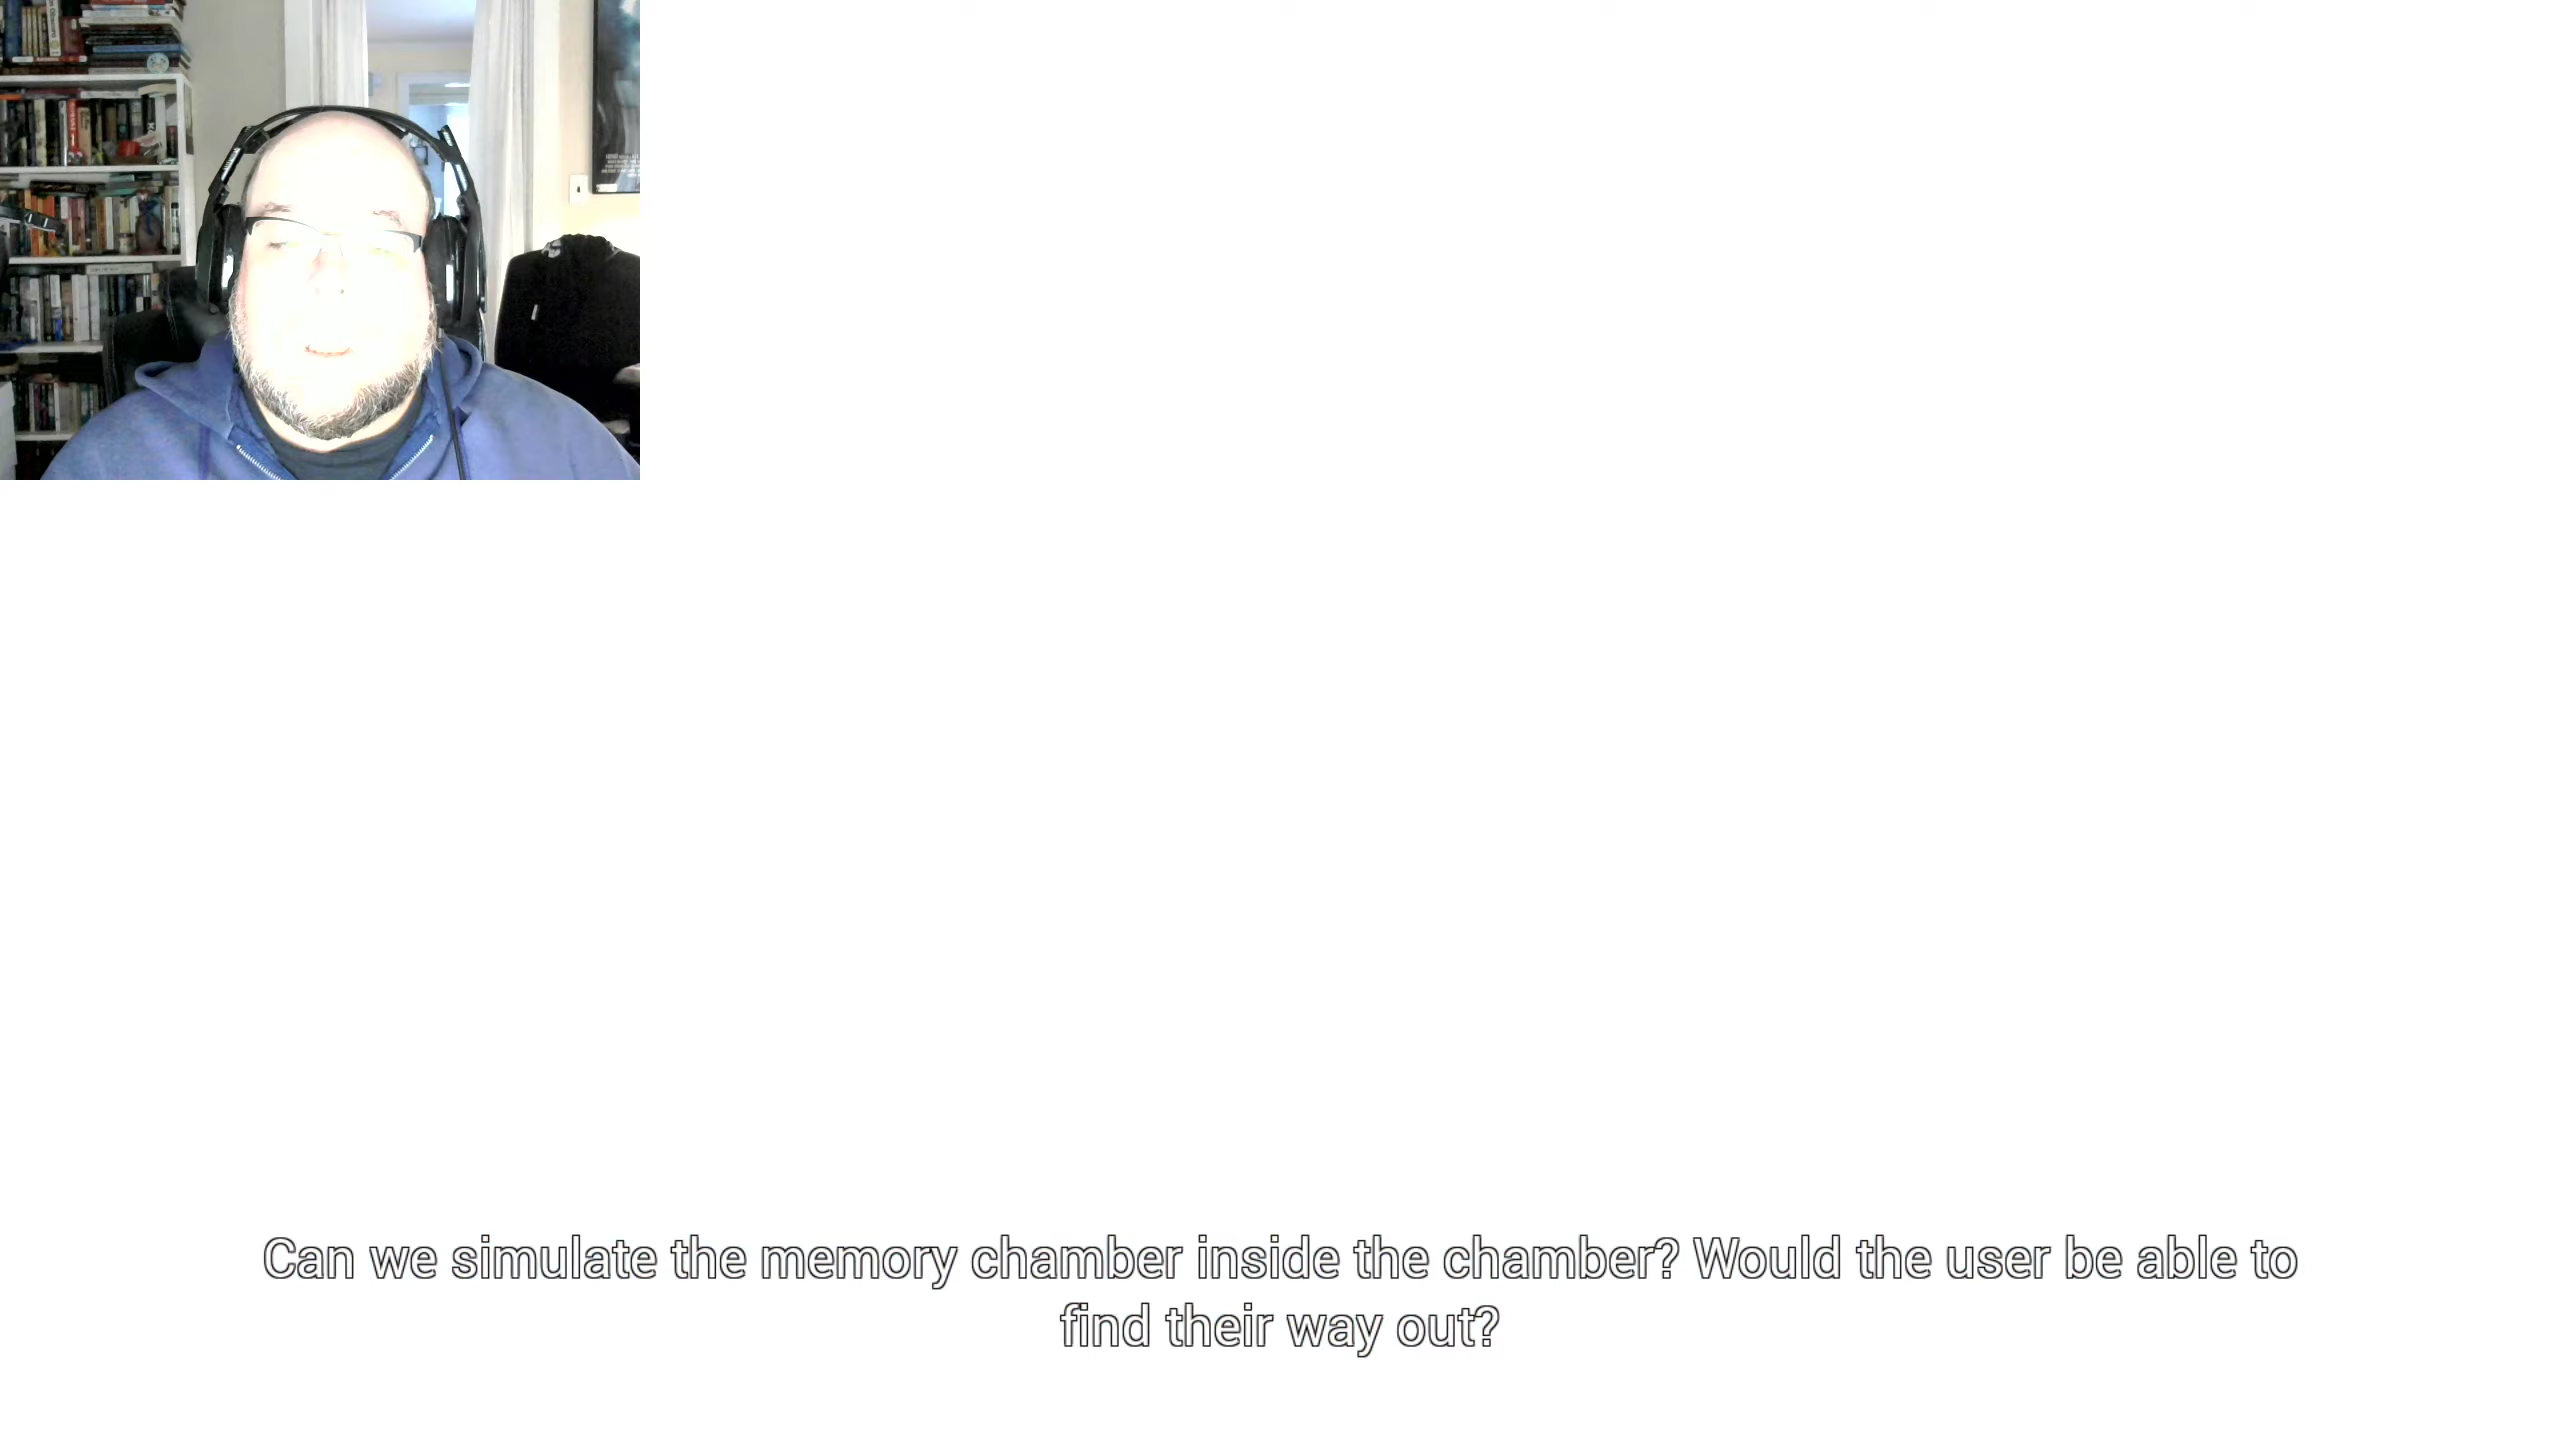 Can we simulate the memory chamber inside the chamber? Would the user be able to
find their way out?